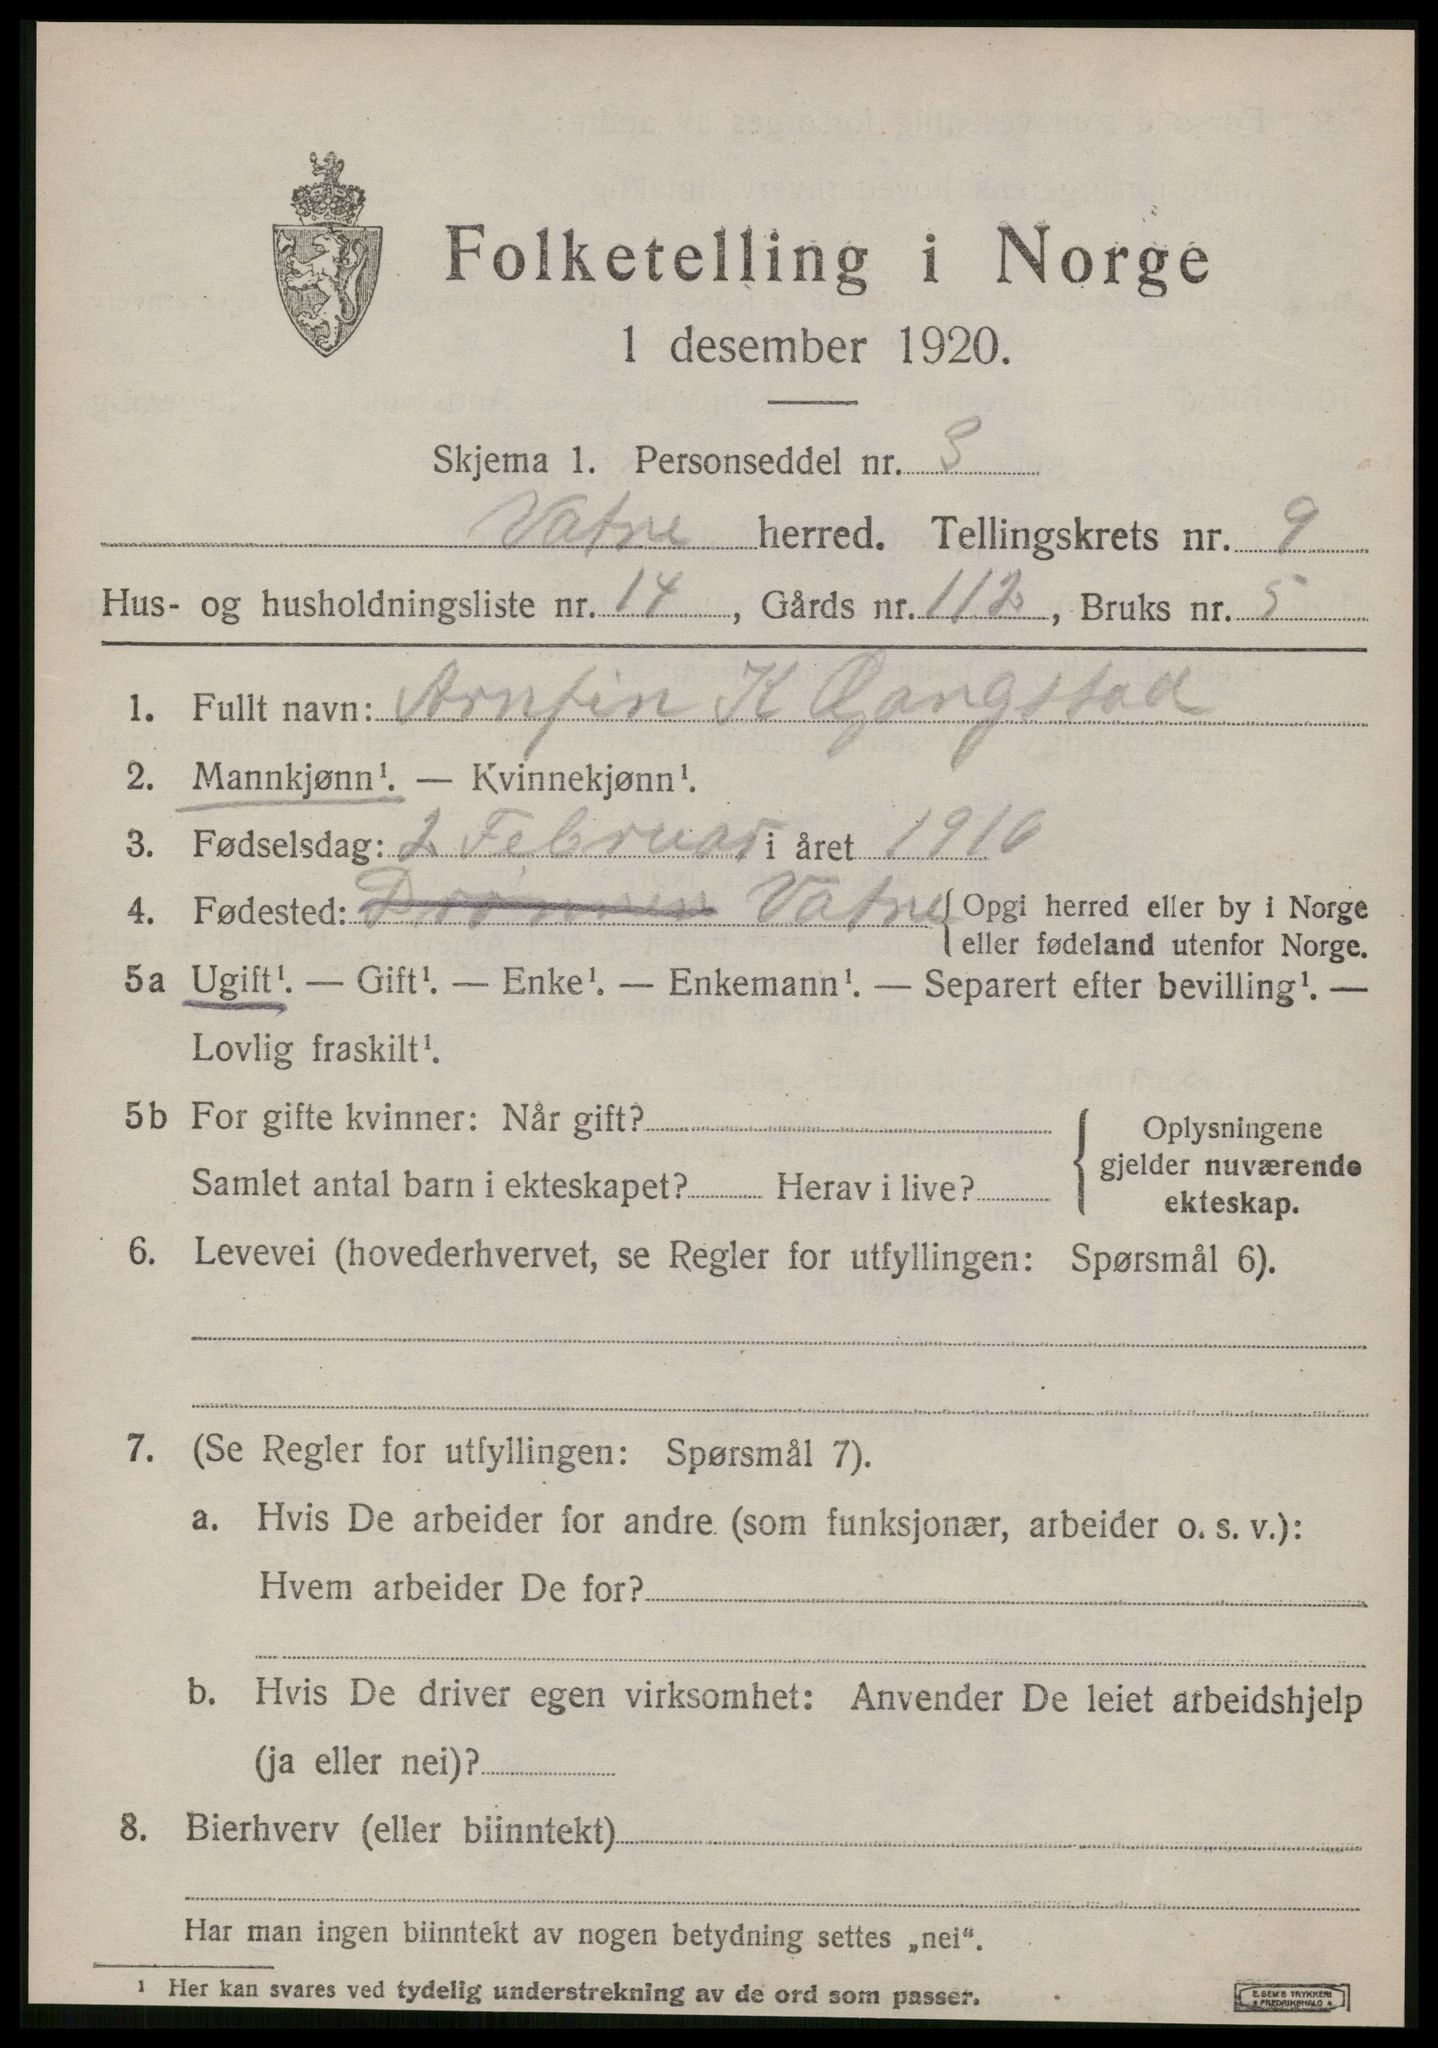 Folketelling i Norge
1 desember 1920.
Skjema 1. Personseddel nr. 3
Vatne herred. Tellingskrets nr. 9
Hus- og husholdningsliste nr. 14, Gårds nr. 112, Bruks nr. 5
1. Fullt navn: Arnfin K Gangstad
2. Mannkjønn¹. — Kvinnekjønn¹.
3. Fødselsdag: 2 Februar i året 1910
4. Fødested: Drønnen Vatne { Opgi herred eller by i Norge
eller fødeland utenfor Norge.
5a Ugift¹. — Gift¹. — Enke¹. — Enkemann¹. — Separert efter bevilling¹. —
Lovlig fraskilt¹.
5b For gifte kvinner: Når gift?
Samlet antal barn i ekteskapet? Herav i live?
{ Oplysningene
gjelder nuværende
ekteskap.
6. Levevei (hovederhvervet, se Regler for utfyllingen: Spørsmål 6).
7. (Se Regler for utfyllingen: Spørsmål 7).
a. Hvis De arbeider for andre (som funksjonær, arbeider o. s. v.):
Hvem arbeider De for?
b. Hvis De driver egen virksomhet: Anvender De leiet arbeidshjelp
(ja eller nei)?
8. Bierhverv (eller biinntekt)
Har man ingen biinntekt av nogen betydning settes „nei“.
¹ Her kan svares ved tydelig understrekning av de ord som passer.
E. SEM'S TRYKKERI
FREDRIKSHALD